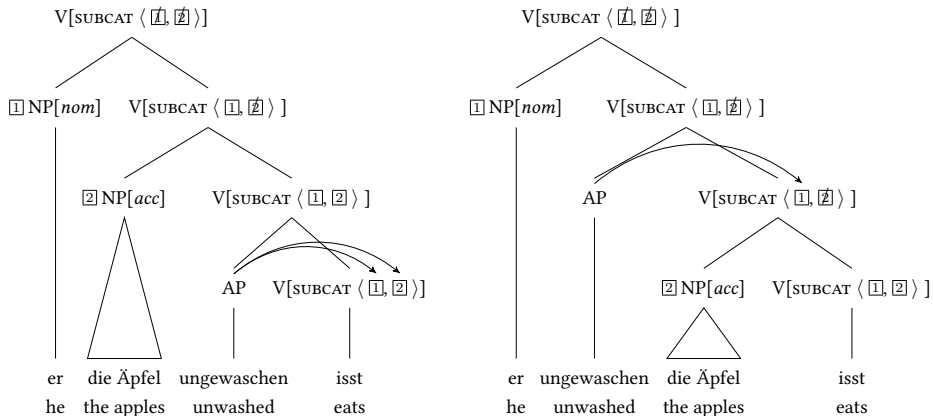 V[SUBCAT ⟨ 1̸, 2̸ ⟩] V[SUBCAT ⟨ 1̸, 2̸ ⟩]
1 NP[nom] V[SUBCAT ⟨ 1, 2̸ ⟩ ] 1 NP[nom] V[SUBCAT ⟨ 1, 2̸ ⟩ ]
2 NP[acc] V[SUBCAT ⟨ 1, 2 ⟩ ] AP V[SUBCAT ⟨ 1, 2̸ ⟩ ]
AP V[SUBCAT ⟨ 1, 2 ⟩] 2 NP[acc] V[SUBCAT ⟨ 1, 2 ⟩ ]
er die Äpfel ungewaschen isst er ungewaschen die Äpfel isst
he the apples unwashed eats he unwashed the apples eats